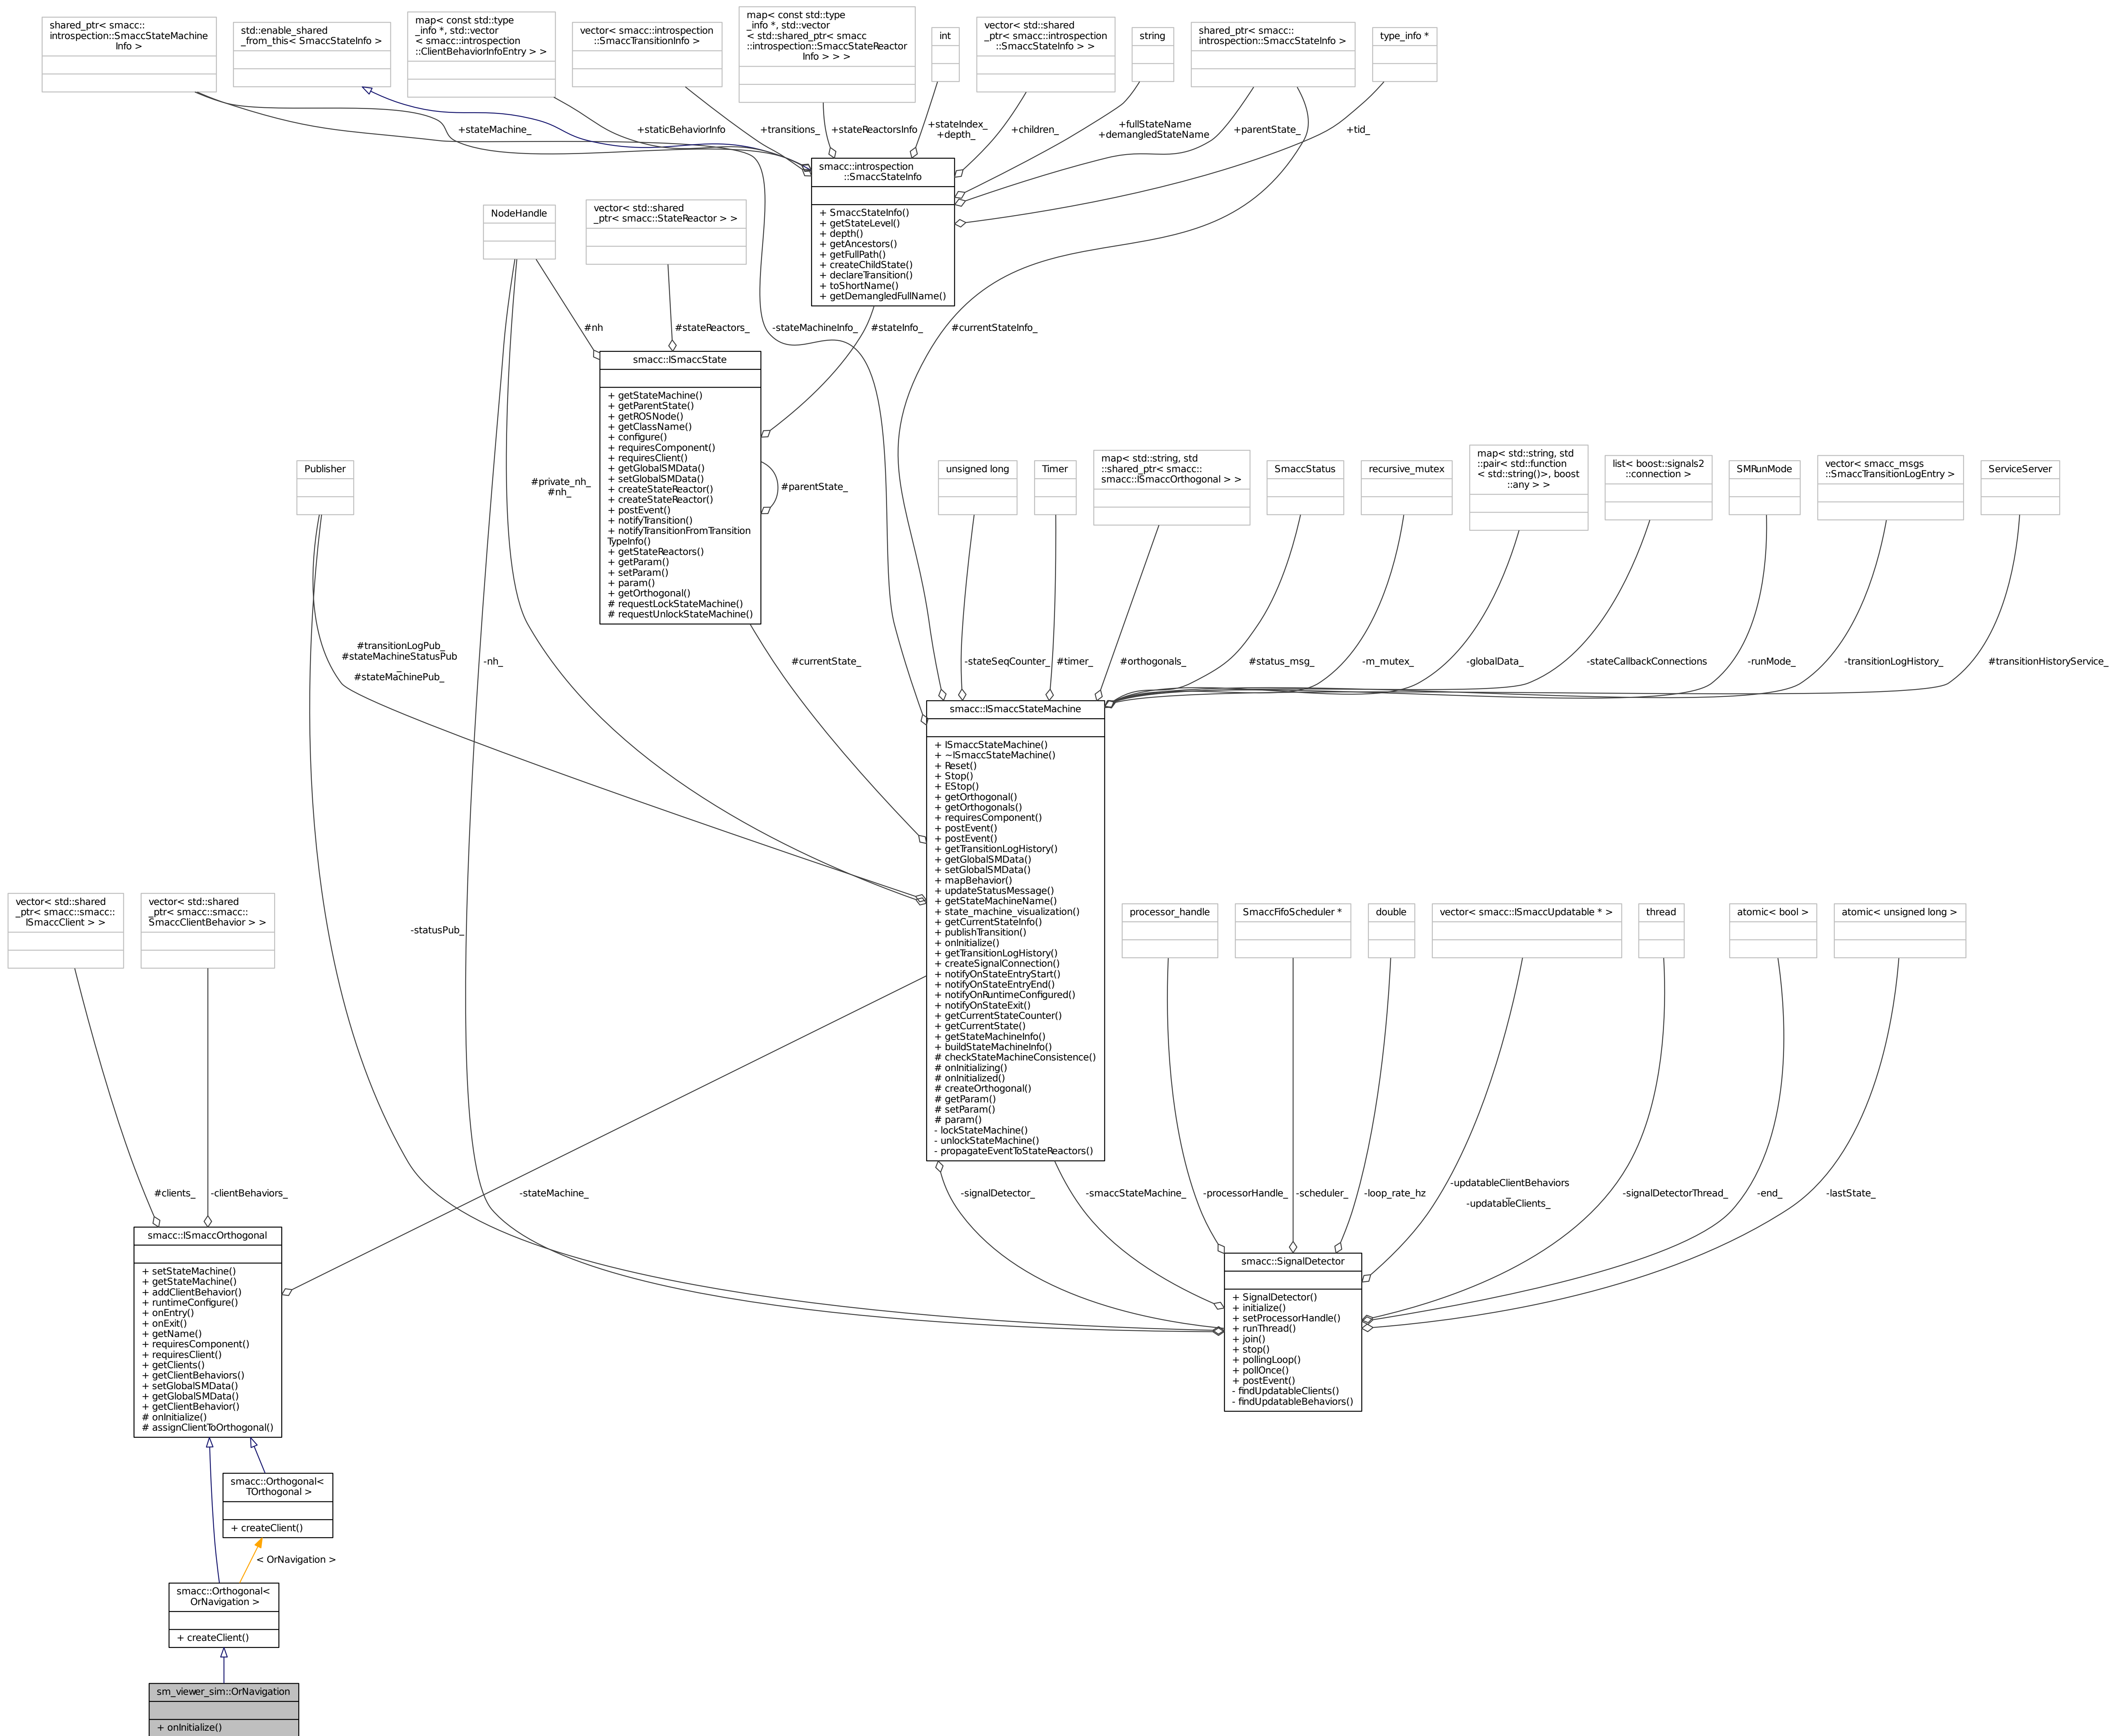 shared_ptr< smacc::
introspection::SmaccStateMachine
Info >
std::enable_shared
_from_this< SmaccStateInfo >
map< const std::type
_info *, std::vector
< smacc::introspection
::ClientBehaviorInfoEntry > >
vector< smacc::introspection
::SmaccTransitionInfo >
map< const std::type
_info *, std::vector
< std::shared_ptr< smacc
::introspection::SmaccStateReactor
Info > > >
int
vector< std::shared
_ptr< smacc::introspection
::SmaccStateInfo > >
string
shared_ptr< smacc::
introspection::SmaccStateInfo >
type_info *
+stateMachine_
+staticBehaviorInfo
+transitions_
+stateReactorsInfo
+stateIndex_
+depth_
+children_
+fullStateName
+demangledStateName
+parentState_
+tid_
smacc::introspection
::SmaccStateInfo
+ SmaccStateInfo()
+ getStateLevel()
+ depth()
+ getAncestors()
+ getFullPath()
+ createChildState()
+ declareTransition()
+ toShortName()
+ getDemangledFullName()
NodeHandle
vector< std::shared
_ptr< smacc::StateReactor > >
#nh
#stateReactors_
-stateMachineInfo_
#stateInfo_
#currentStateInfo_
smacc::ISmaccState
+ getStateMachine()
+ getParentState()
+ getROSNode()
+ getClassName()
+ configure()
+ requiresComponent()
+ requiresClient()
+ getGlobalSMData()
+ setGlobalSMData()
+ createStateReactor()
+ createStateReactor()
+ postEvent()
+ notifyTransition()
+ notifyTransitionFromTransition
TypeInfo()
+ getStateReactors()
+ getParam()
+ setParam()
+ param()
+ getOrthogonal()
# requestLockStateMachine()
# requestUnlockStateMachine()
#parentState_
Publisher
#private_nh_
#nh_
unsigned long
Timer
map< std::string, std
::shared_ptr< smacc::
smacc::ISmaccOrthogonal > >
SmaccStatus
recursive_mutex
map< std::string, std
::pair< std::function
< std::string()>, boost
::any > >
list< boost::signals2
::connection >
SMRunMode
vector< smacc_msgs
::SmaccTransitionLogEntry >
ServiceServer
#transitionLogPub_
#stateMachineStatusPub
_
#stateMachinePub_
-nh_
#currentState_
-stateSeqCounter_
#timer_
#orthogonals_
#status_msg_
-m_mutex_
-globalData_
-stateCallbackConnections
-runMode_
-transitionLogHistory_
#transitionHistoryService_
smacc::ISmaccStateMachine
+ ISmaccStateMachine()
+ ~ISmaccStateMachine()
+ Reset()
+ Stop()
+ EStop()
+ getOrthogonal()
+ getOrthogonals()
+ requiresComponent()
+ postEvent()
+ postEvent()
+ getTransitionLogHistory()
+ getGlobalSMData()
+ setGlobalSMData()
+ mapBehavior()
+ updateStatusMessage()
+ getStateMachineName()
+ state_machine_visualization()
+ getCurrentStateInfo()
+ publishTransition()
+ onInitialize()
+ getTransitionLogHistory()
+ createSignalConnection()
+ notifyOnStateEntryStart()
+ notifyOnStateEntryEnd()
+ notifyOnRuntimeConfigured()
+ notifyOnStateExit()
+ getCurrentStateCounter()
+ getCurrentState()
+ getStateMachineInfo()
+ buildStateMachineInfo()
# checkStateMachineConsistence()
# onInitializing()
# onInitialized()
# createOrthogonal()
# getParam()
# setParam()
# param()
- lockStateMachine()
- unlockStateMachine()
- propagateEventToStateReactors()
vector< std::shared
_ptr< smacc::smacc::
ISmaccClient > >
vector< std::shared
_ptr< smacc::smacc::
SmaccClientBehavior > >
-statusPub_
processor_handle
SmaccFifoScheduler *
double
vector< smacc::ISmaccUpdatable * >
thread
atomic< bool >
atomic< unsigned long >
#clients_
-clientBehaviors_
-stateMachine_
-signalDetector_
-smaccStateMachine_
-processorHandle_
-scheduler_
-loop_rate_hz
-updatableClientBehaviors
_
-updatableClients_
-signalDetectorThread_
-end_
-lastState_
smacc::ISmaccOrthogonal
+ setStateMachine()
+ getStateMachine()
+ addClientBehavior()
+ runtimeConfigure()
+ onEntry()
+ onExit()
+ getName()
+ requiresComponent()
+ requiresClient()
+ getClients()
+ getClientBehaviors()
+ setGlobalSMData()
+ getGlobalSMData()
+ getClientBehavior()
# onInitialize()
# assignClientToOrthogonal()
smacc::SignalDetector
+ SignalDetector()
+ initialize()
+ setProcessorHandle()
+ runThread()
+ join()
+ stop()
+ pollingLoop()
+ pollOnce()
+ postEvent()
- findUpdatableClients()
- findUpdatableBehaviors()
smacc::Orthogonal<
TOrthogonal >
+ createClient()
< OrNavigation >
smacc::Orthogonal<
OrNavigation >
+ createClient()
sm_viewer_sim::OrNavigation
+ onInitialize()